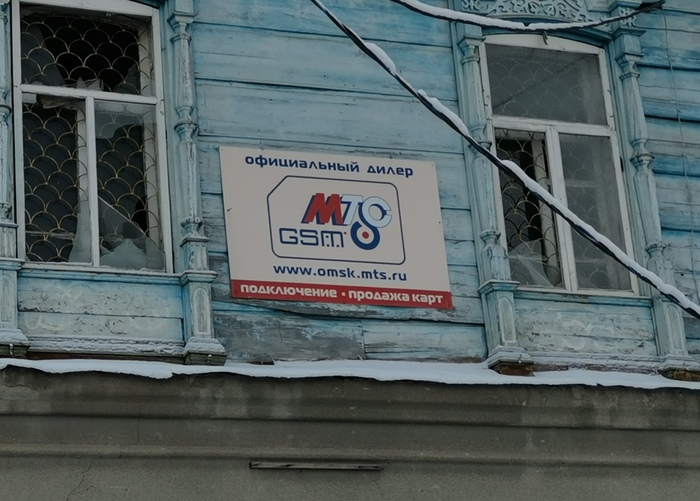 официальный дилер
МТС
GSM
www.omsk.mts.ru
подключение • продажа карт